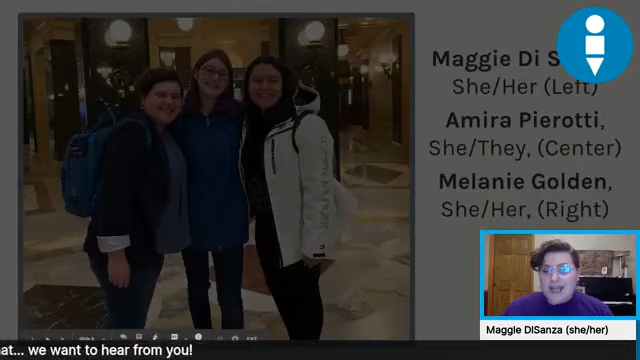 Maggie Di S
She/Her (Left)
Amira Pierotti,
She/They, (Center)
Melanie Golden,
She/Her, (Right)
Maggie DISanza (she/her)
at... we want to hear from you!